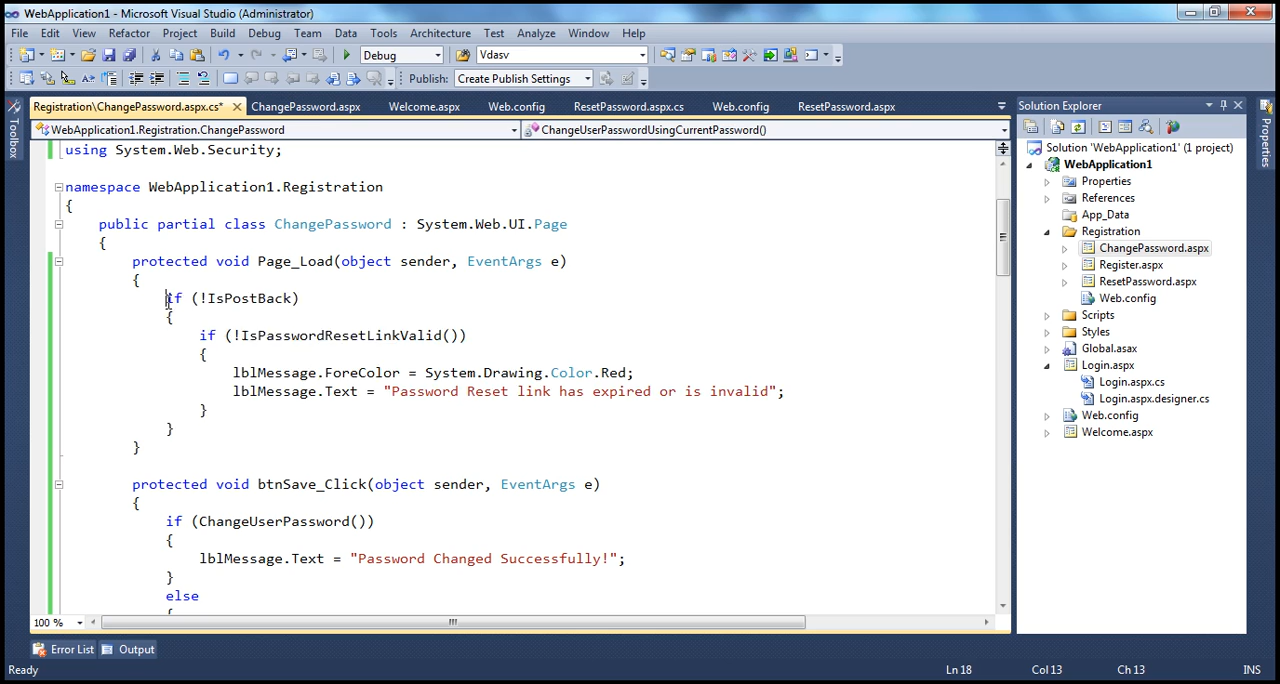 WebApplication1 - Microsoft Visual Studio (Administrator)
File Edit View Refactor Project Build Debug Team Data Tools Architecture Test Analyze Window Help
Debug Vdasv
Publish: Create Publish Settings
Registration\ChangePassword.aspx.cs* ChangePassword.aspx Welcome.aspx Web.config ResetPassword.aspx.cs Web.config ResetPassword.aspx
WebApplication1.Registration.ChangePassword ChangeUserPasswordUsingCurrentPassword()
using System.Web.Security;
namespace WebApplication1.Registration
{
public partial class ChangePassword : System.Web.UI.Page
{
protected void Page_Load(object sender, EventArgs e)
{
if (!IsPostBack)
{
if (!IsPasswordResetLinkValid())
{
lblMessage.ForeColor = System.Drawing.Color.Red;
lblMessage.Text = "Password Reset link has expired or is invalid";
}
}
}
protected void btnSave_Click(object sender, EventArgs e)
{
if (ChangeUserPassword())
{
lblMessage.Text = "Password Changed Successfully!";
}
else
{
100 %
Toolbox
Solution Explorer
Solution 'WebApplication1' (1 project)
WebApplication1
Properties
References
App_Data
Registration
ChangePassword.aspx
Register.aspx
ResetPassword.aspx
Web.config
Scripts
Styles
Global.asax
Login.aspx
Login.aspx.cs
Login.aspx.designer.cs
Web.config
Welcome.aspx
Properties
Error List Output
Ready Ln 18 Col 13 Ch 13 INS